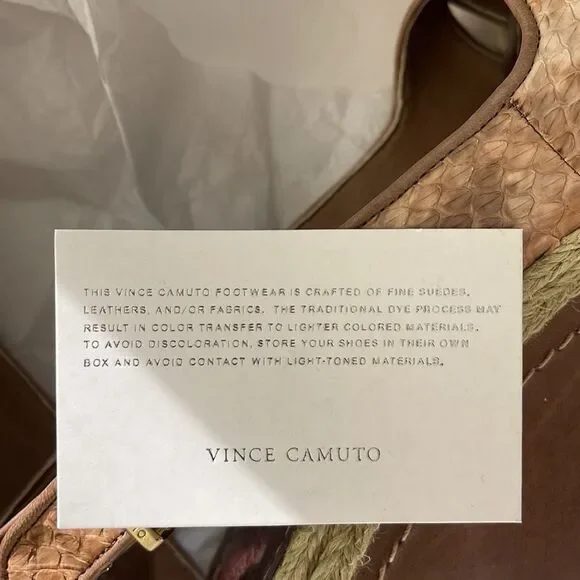 THIS VINCE CAMUTO FOOTWEAR IS CRAFTED OF FINE SUEDES,
LEATHERS, AND/OR FABRICS. THE TRADITIONAL DYE PROCESS MAY
RESULT IN COLOR TRANSFER TO LIGHTER COLORED MATERIALS.
TO AVOID DISCOLORATION, STORE YOUR SHOES IN THEIR OWN
BOX AND AVOID CONTACT WITH LIGHT-TONED MATERIALS.
VINCE CAMUTO